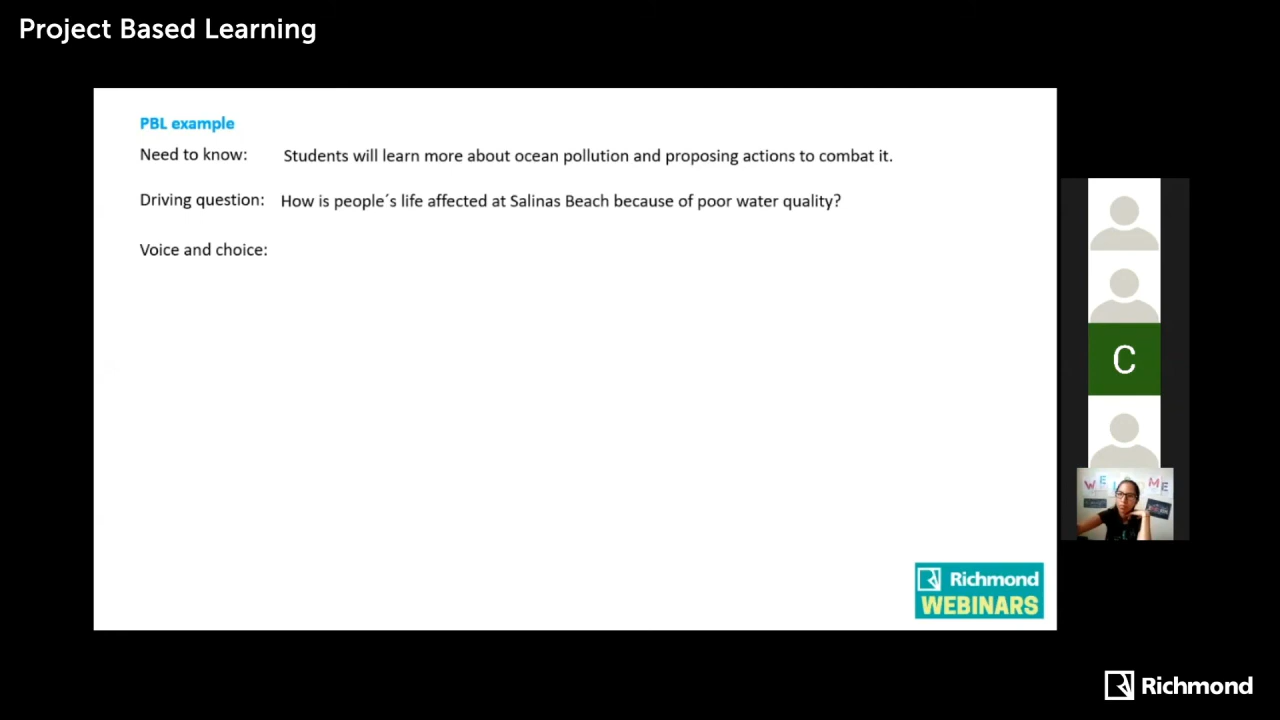 Project Based Learning
PBL example
Need to know: Students will learn more about ocean pollution and proposing actions to combat it.
Driving question: How is people´s life affected at Salinas Beach because of poor water quality?
Voice and choice:
C
Richmond
WEBINARS
Richmond